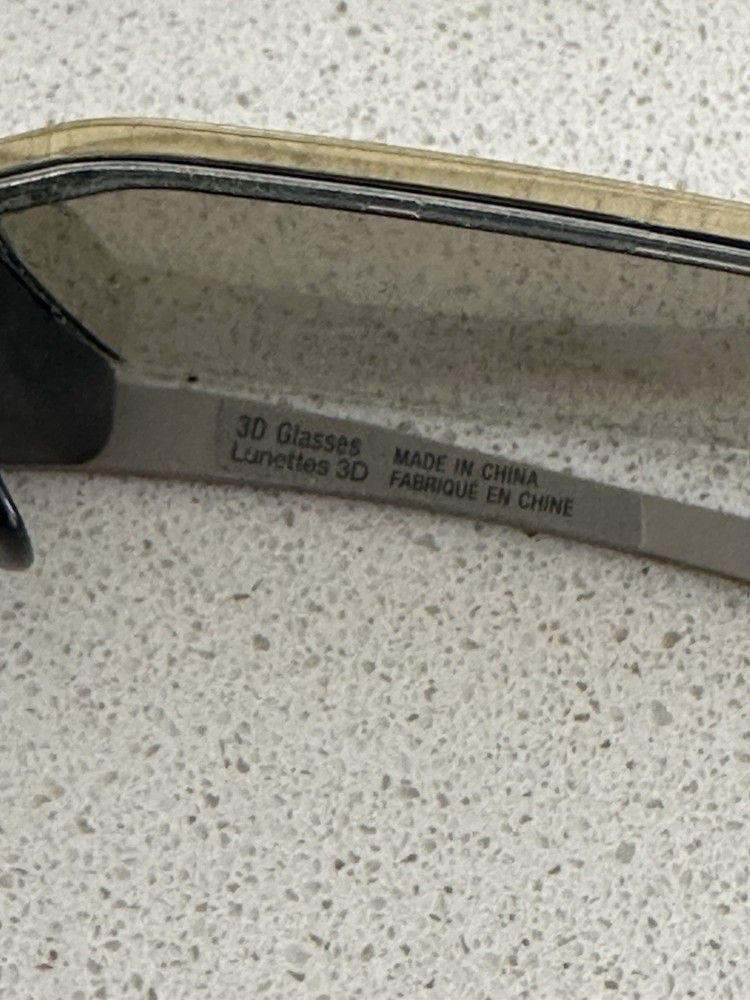 3D Glasses
Lunettes 3D
MADE IN CHINA
FABRIQUÉ EN CHINE